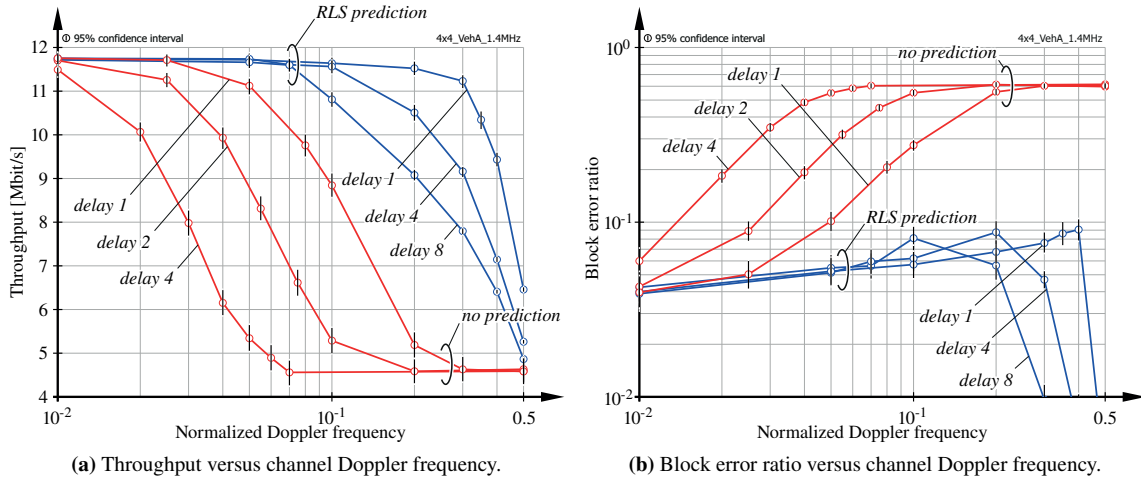 RLS prediction
⌽ 95% confidence interval
4x4_VehA_1.4MHz
12
11
10
9
8
7
6
5
4
Throughput [Mbit/s]
delay 1
delay 2
delay 4
delay 1
delay 4
delay 8
no prediction
10-2
10-1
0.5
Normalized Doppler frequency
(a) Throughput versus channel Doppler frequency.
⌽ 95% confidence interval
4x4_VehA_1.4MHz
100
10-1
10-2
Block error ratio
no prediction
delay 1
delay 2
delay 4
RLS prediction
delay 1
delay 4
delay 8
10-2
10-1
0.5
Normalized Doppler frequency
(b) Block error ratio versus channel Doppler frequency.